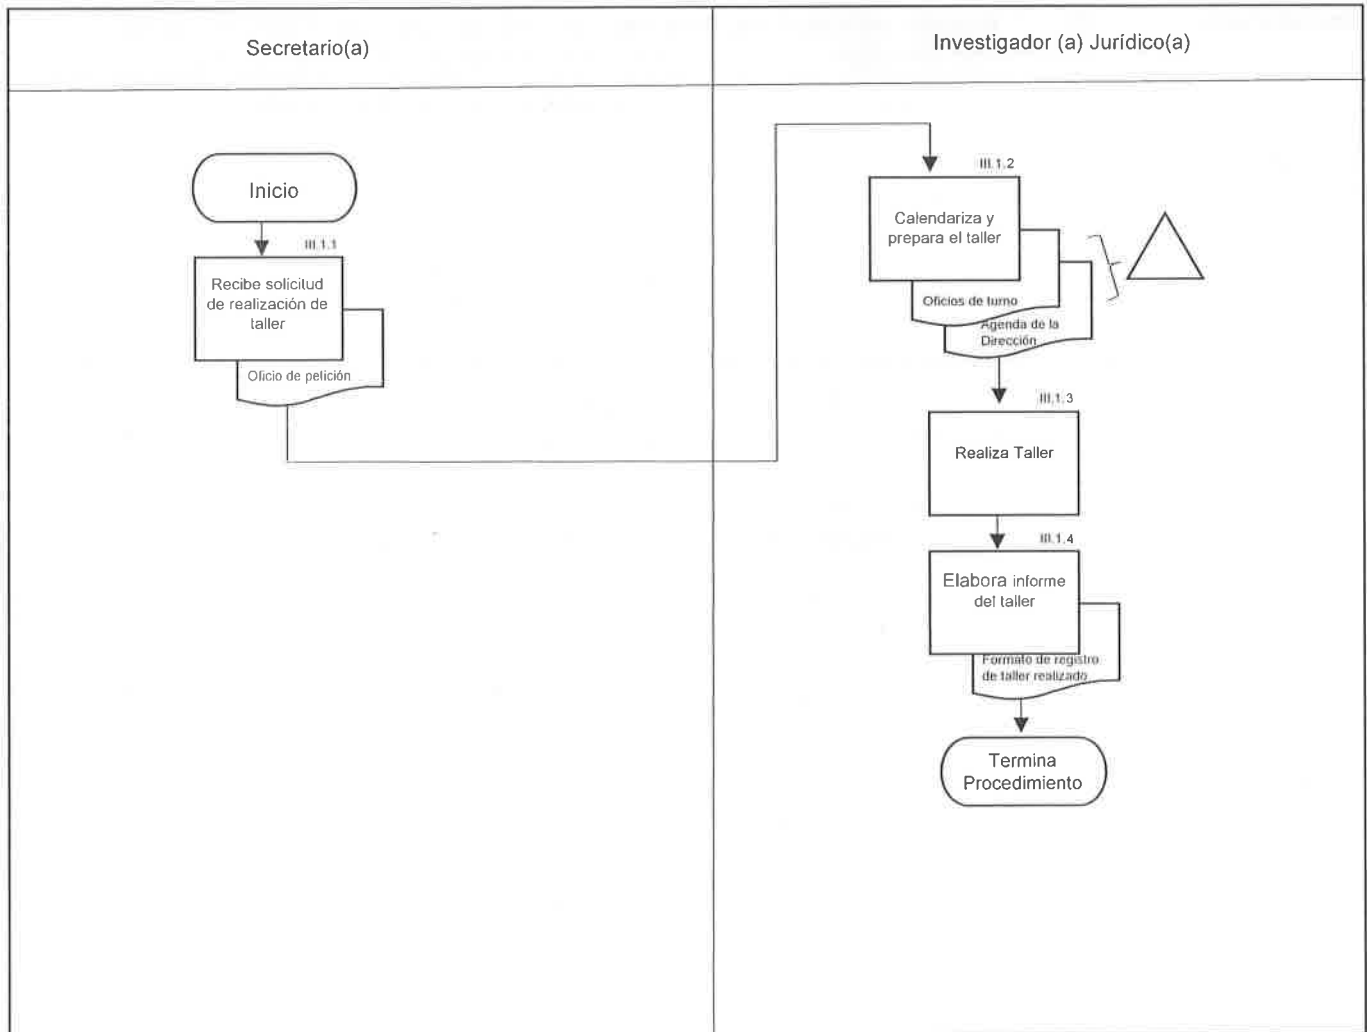 Secretario(a)
Investigador (a) Jurídico(a)
Inicio
III.1.1
Recibe solicitud
de realización de
taller
Oficio de petición
III.1.2
Calendariza y
prepara el taller
Oficios de turno
Agenda de la
Dirección
III.1.3
Realiza Taller
III.1.4
Elabora informe
del taller
Formato de registro
de taller realizado
Termina
Procedimiento